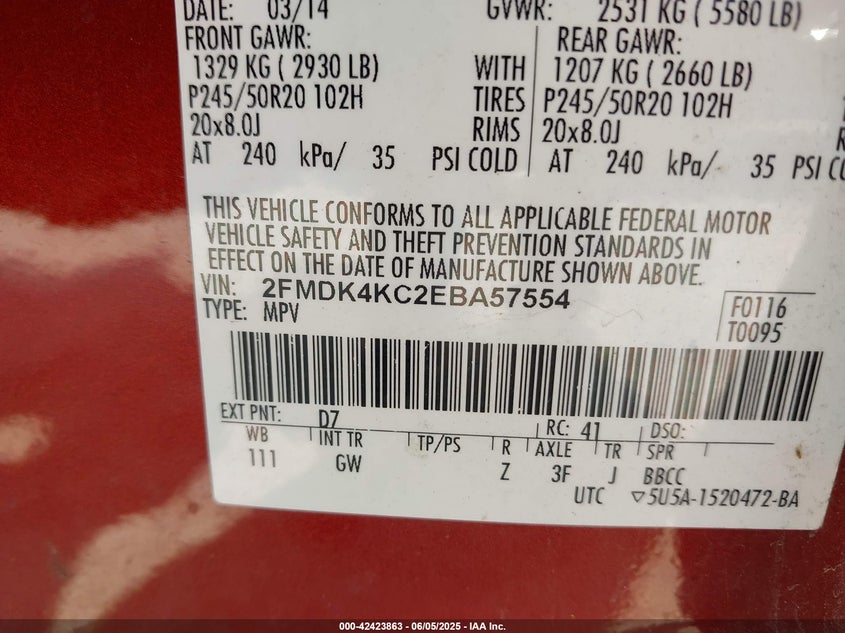 DATE: 03/14 GVWR: 2531 KG ( 5580 LB)
FRONT GAWR: REAR GAWR:
1329 KG ( 2930 LB) WITH 1207 KG ( 2660 LB)
P245/50R20 102H TIRES P245/50R20 102H
20x8.0J RIMS 20x8.0J
AT 240 kPa/ 35 PSI COLD AT 240 kPa/ 35 PSI
THIS VEHICLE CONFORMS TO ALL APPLICABLE FEDERAL MOTOR
VEHICLE SAFETY AND THEFT PREVENTION STANDARDS IN
EFFECT ON THE DATE OF MANUFACTURE SHOWN ABOVE.
VIN: 2FMDK4KC2EBA57554
TYPE: MPV
F0116
T0095
EXT PNT: D7 RC: 41 DSO:
WB INT TR TP/PS R AXLE TR SPR
111 GW Z 3F J BBCC
UTC ▽5U5A-1520472-BA
000-42423863 - 06/05/2025 - IAA Inc.